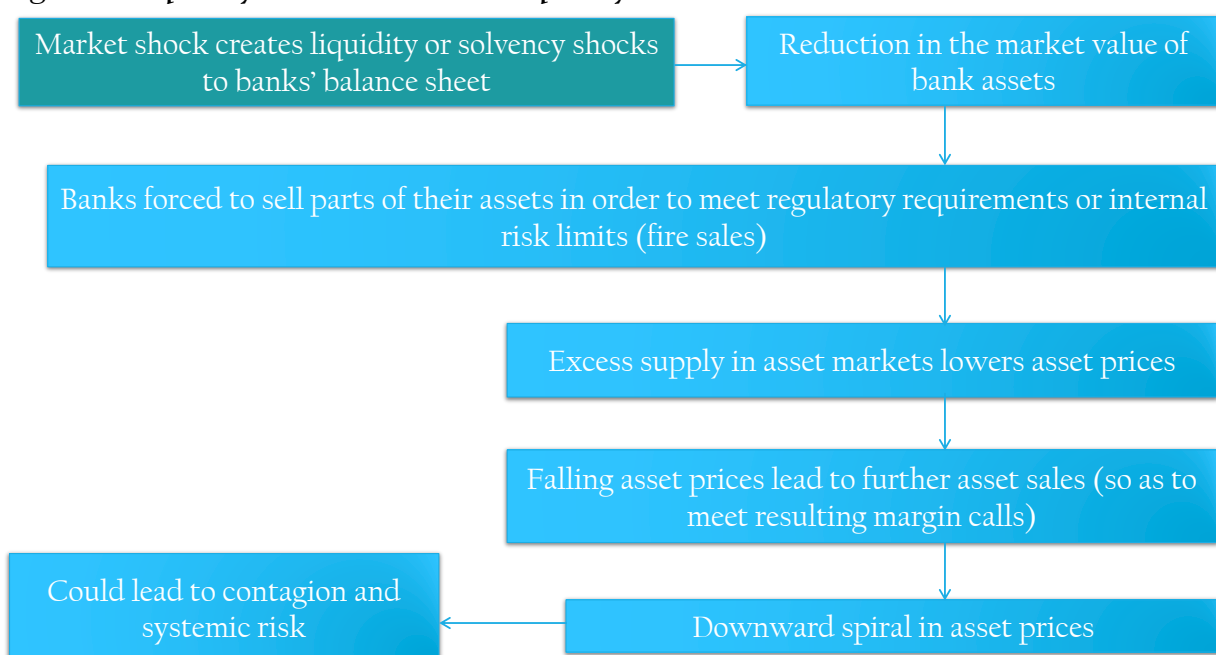 Market shock creates liquidity or solvency shocks
to banks' balance sheet
Reduction in the market value of
bank assets
Banks forced to sell parts of their assets in order to meet regulatory requirements or internal
risk limits (fire sales)
Excess supply in asset markets lowers asset prices
Falling asset prices lead to further asset sales (so as to
meet resulting margin calls)
Downward spiral in asset prices
Could lead to contagion and
systemic risk